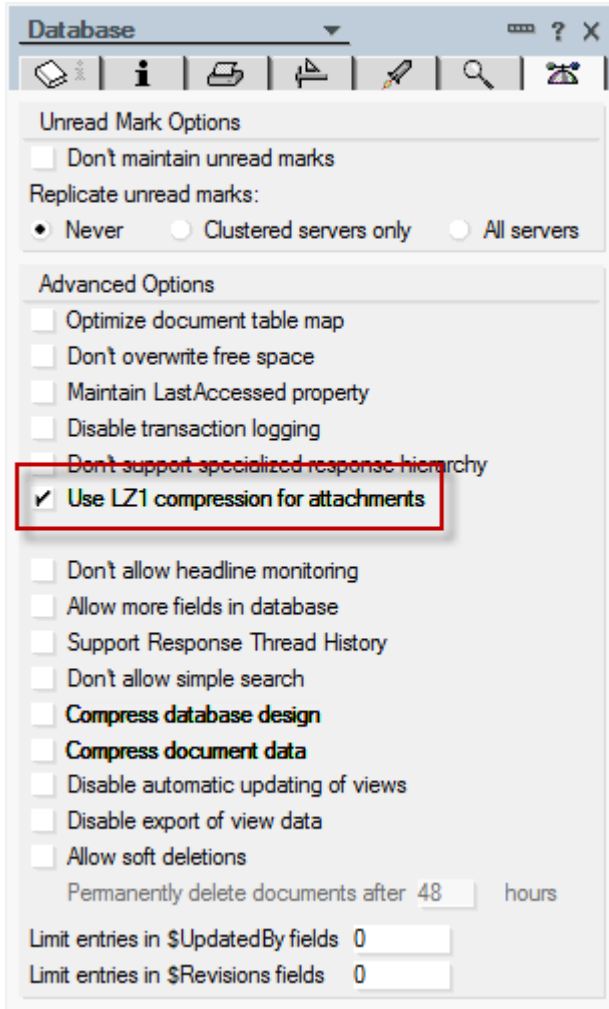 Database
? X
i
Unread Mark Options
Don't maintain unread marks
Replicate unread marks:
Never Clustered servers only All servers
Advanced Options
Optimize document table map
Don't overwrite free space
Maintain LastAccessed property
Disable transaction logging
Don't support specialized response hierarchy
Use LZ1 compression for attachments
Don't allow headline monitoring
Allow more fields in database
Support Response Thread History
Don't allow simple search
Compress database design
Compress document data
Disable automatic updating of views
Disable export of view data
Allow soft deletions
Permanently delete documents after 48 hours
Limit entries in $UpdatedBy fields 0
Limit entries in $Revisions fields 0